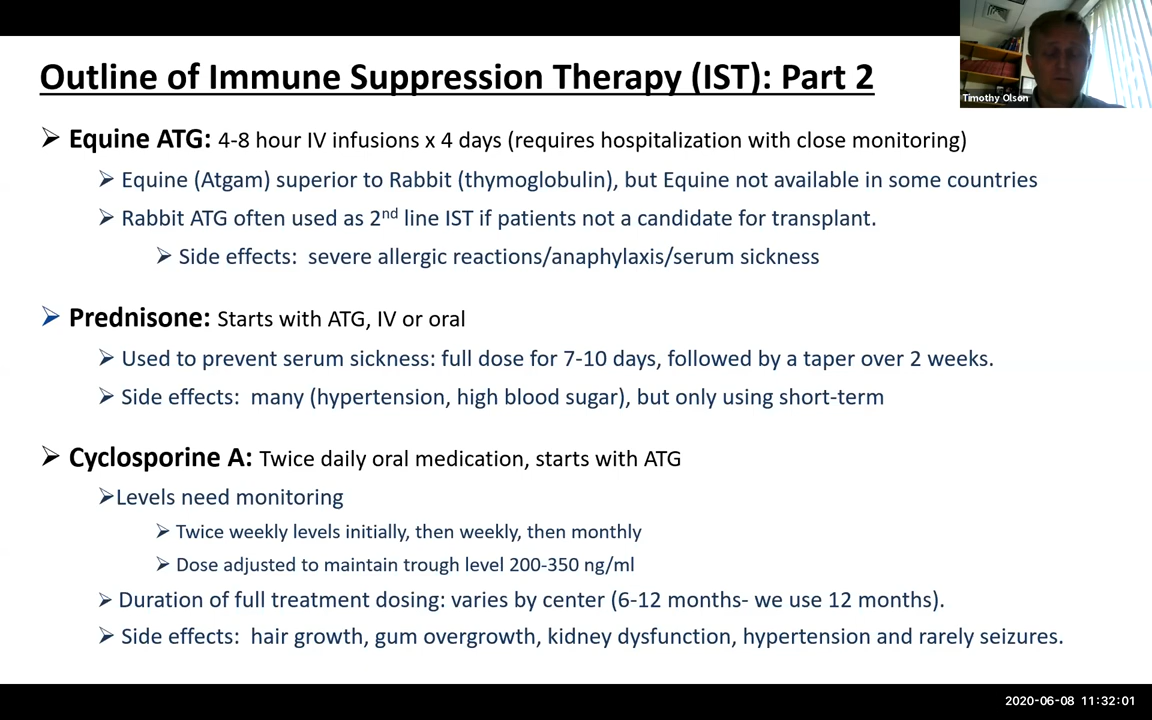 Outline of Immune Suppression Therapy (IST): Part 2
Timothy Olson
➢ Equine ATG: 4-8 hour IV infusions x 4 days (requires hospitalization with close monitoring)
➢ Equine (Atgam) superior to Rabbit (thymoglobulin), but Equine not available in some countries
➢ Rabbit ATG often used as 2nd line IST if patients not a candidate for transplant.
➢ Side effects: severe allergic reactions/anaphylaxis/serum sickness
➢ Prednisone: Starts with ATG, IV or oral
➢ Used to prevent serum sickness: full dose for 7-10 days, followed by a taper over 2 weeks.
➢ Side effects: many (hypertension, high blood sugar), but only using short-term
➢ Cyclosporine A: Twice daily oral medication, starts with ATG
➢Levels need monitoring
➢ Twice weekly levels initially, then weekly, then monthly
➢ Dose adjusted to maintain trough level 200-350 ng/ml
➢ Duration of full treatment dosing: varies by center (6-12 months- we use 12 months).
➢ Side effects: hair growth, gum overgrowth, kidney dysfunction, hypertension and rarely seizures.
2020-06-08 11:32:01